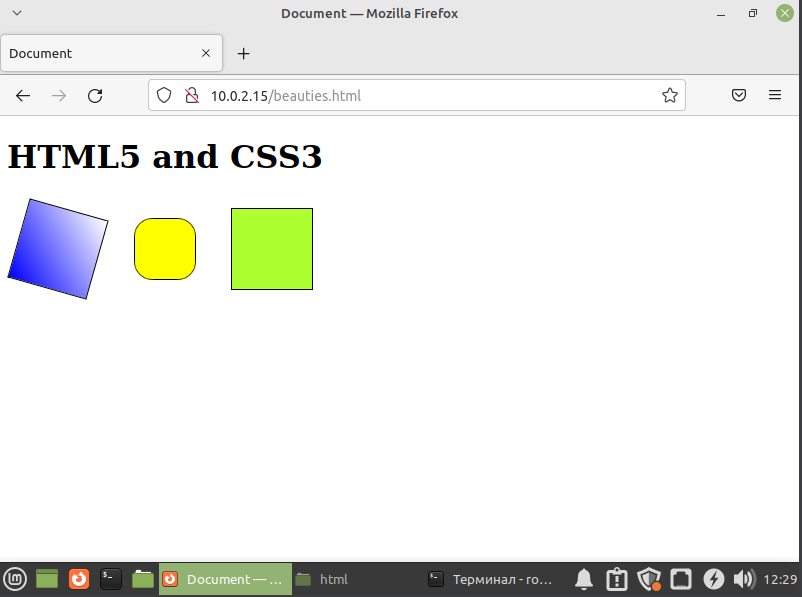 Document — Mozilla Firefox
Document
10.0.2.15/beauties.html
HTML5 and CSS3
Document — ...
html
Терминал - го...
12:29